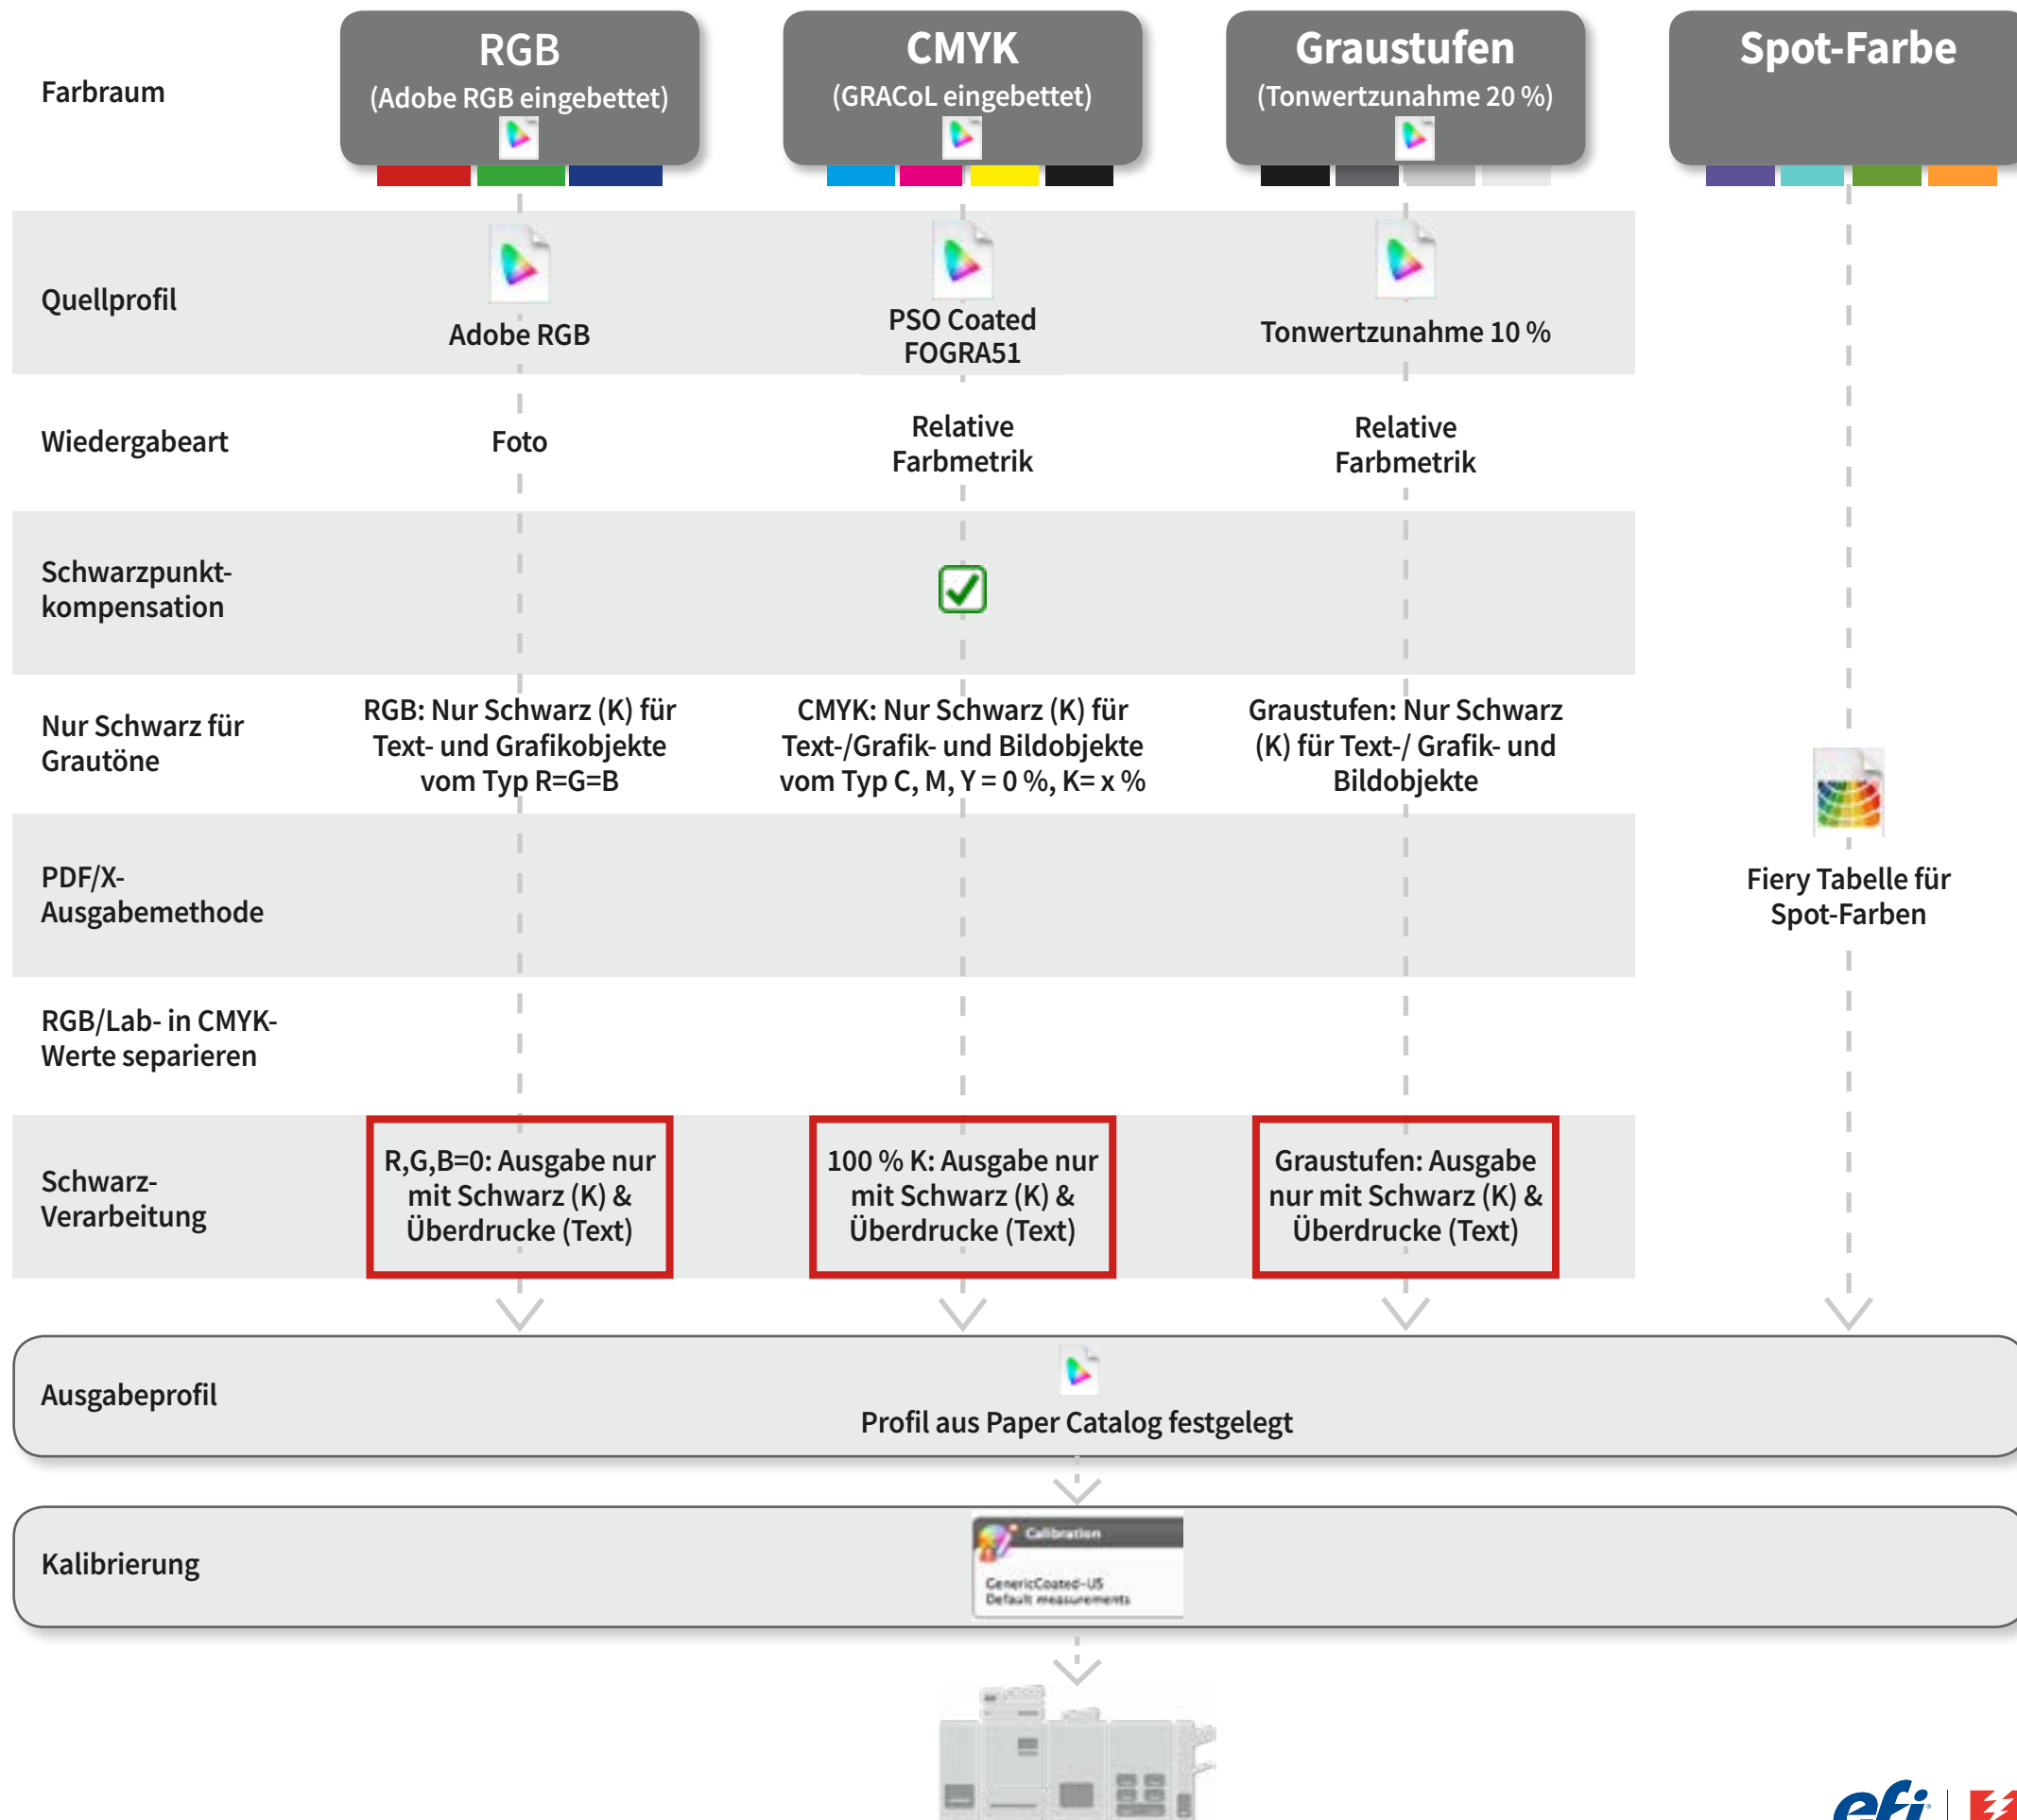 Farbraum
RGB
(Adobe RGB eingebettet)
CMYK
(GRACoL eingebettet)
Graustufen
(Tonwertzunahme 20 %)
Spot-Farbe
Quellprofil
Adobe RGB
PSO Coated
FOGRA51
Tonwertzunahme 10 %
Wiedergabeart
Foto
Relative
Farbmetrik
Relative
Farbmetrik
Schwarzpunkt-
kompensation
Nur Schwarz für
Grautöne
RGB: Nur Schwarz (K) für
Text- und Grafikobjekte
vom Typ R=G=B
CMYK: Nur Schwarz (K) für
Text-/Grafik- und Bildobjekte
vom Typ C, M, Y = 0 %, K= x %
Graustufen: Nur Schwarz
(K) für Text-/ Grafik- und
Bildobjekte
PDF/X-
Ausgabemethode
Fiery Tabelle für
Spot-Farben
RGB/Lab- in CMYK-
Werte separieren
Schwarz-
Verarbeitung
R,G,B=0: Ausgabe nur
mit Schwarz (K) &
Überdrucke (Text)
100 % K: Ausgabe nur
mit Schwarz (K) &
Überdrucke (Text)
Graustufen: Ausgabe
nur mit Schwarz (K) &
Überdrucke (Text)
Ausgabeprofil
Profil aus Paper Catalog festgelegt
Kalibrierung
Calibration
GenericCoated-US
Default measurements
efi